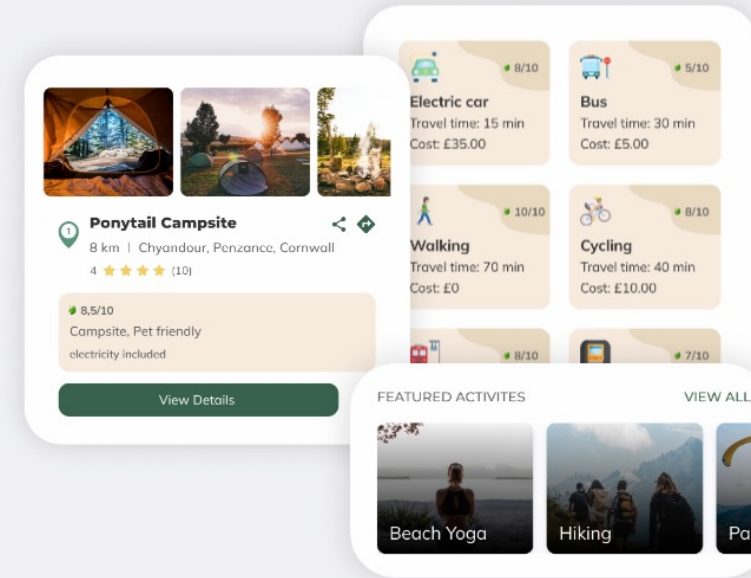 1
Ponytail Campsite
8 km | Chyandour, Penzance, Cornwall
4 (10)
8,5/10
Campsite, Pet friendly
electricity included
View Details
8/10
Electric car
Travel time: 15 min
Cost: £35.00
5/10
Bus
Travel time: 30 min
Cost: £5.00
10/10
Walking
Travel time: 70 min
Cost: £0
8/10
Cycling
Travel time: 40 min
Cost: £10.00
8/10
7/10
FEATURED ACTIVITES
VIEW ALL
Beach Yoga
Hiking
Pa